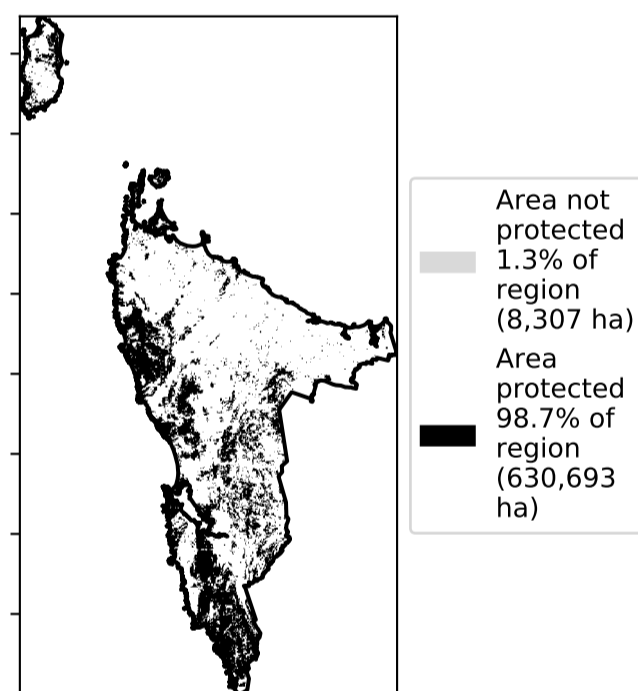 Area not
protected
1.3% of
region
(8,307 ha)
Area
protected
98.7% of
region
(630,693
ha)